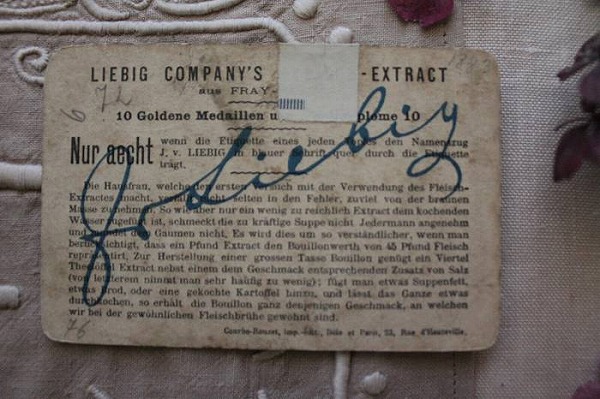 LIEBIG COMPANY'S -EXTRACT
aus FRAY-
10 Goldene Medaillen u plome 10
Nur aecht wenn die Etiquette eines jeden den Namenszug
J. v. LIEBIG in blauer Schrift quer durch die Etiquette
trägt.
J v Liebig
Die Hausfrau, welche den ersten Versuch mit der Verwendung des Fleisch-
Extractes macht, verfällt nicht selten in den Fehler, zuviel von der braunen
Masse zu nehmen. So wie aber nur ein wenig zu reichlich Extract dem kochenden
Wasser zugefügt ist, schmeckt die zu kräftige Suppe nicht Jedermann angenehm
und dem Gaumen nicht. Es wird dies um so verständlicher, wenn man
berücksichtigt, dass ein Pfund Extract den Bouillonwerth von 45 Pfund Fleisch
repräsentirt. Zur Herstellung einer grossen Tasse Bouillon genügt ein Viertel
Theelöffel Extract nebst einem dem Geschmack entsprechenden Zusatz von Salz
(von letzterem nimmt man sehr häufig zu wenig); fügt man etwas Suppenfett,
etwas Brod, oder eine gekochte Kartoffel hinzu, und lässt das Ganze etwas
durchkochen, so erhält die Bouillon ganz denjenigen Geschmack, an welchen
wir bei der gewöhnlichen Fleischbrühe gewohnt sind.
Courbe-Rouzet, imp. édit., Dôle et Paris, 23, Rue d'Hauteville.